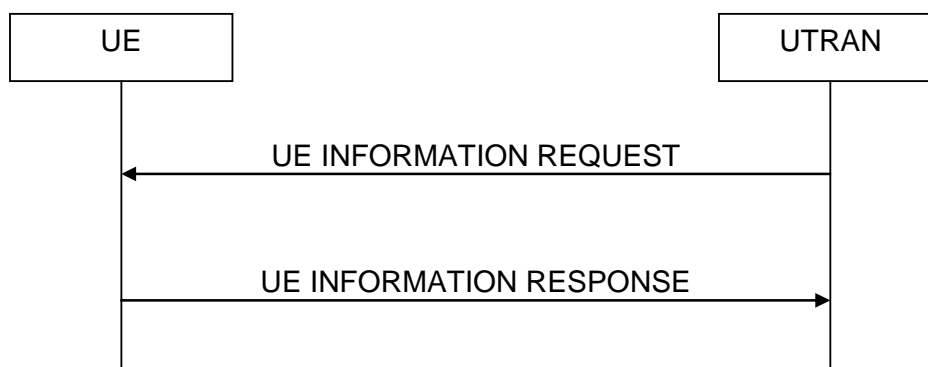 UE
UTRAN
UE INFORMATION REQUEST
UE INFORMATION RESPONSE